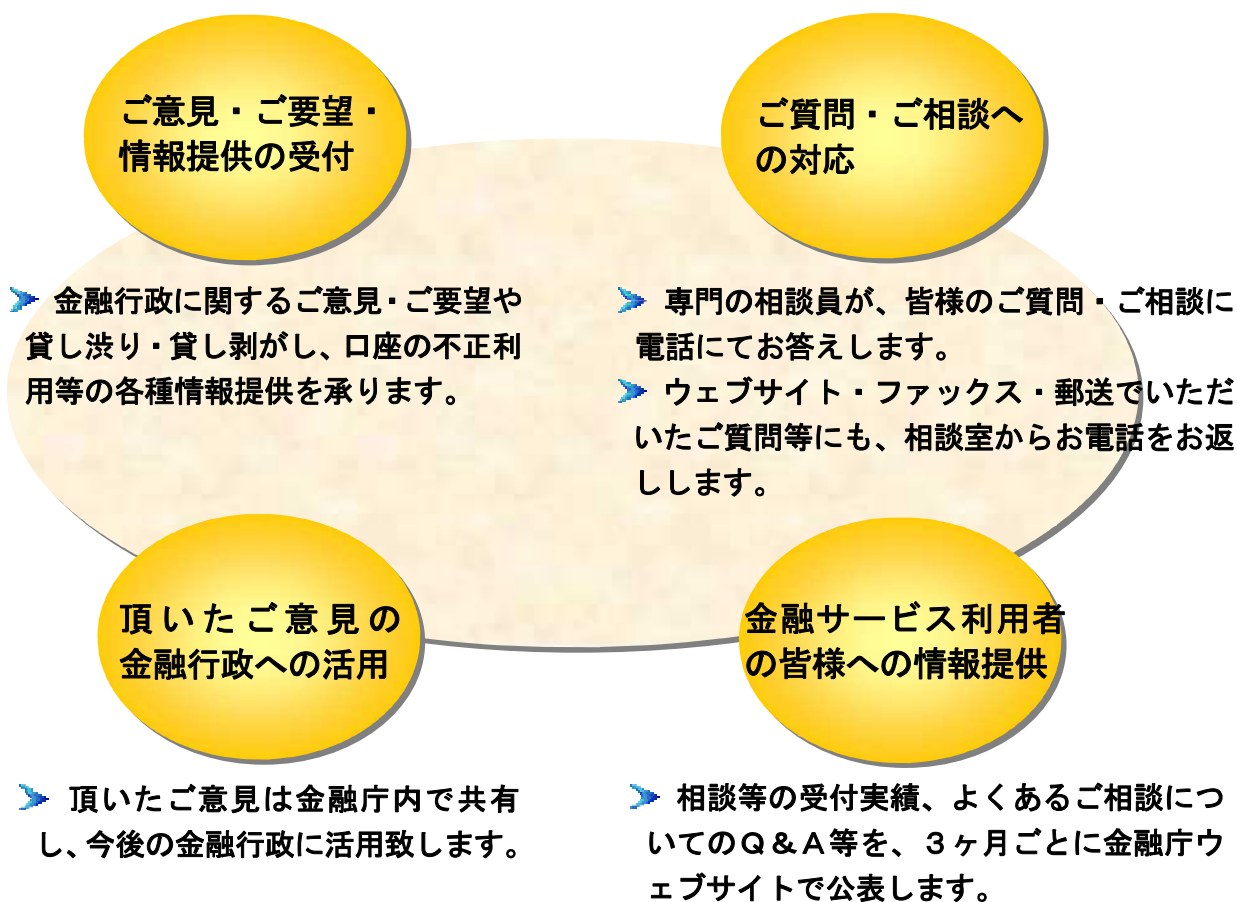 ご意見・ご要望・
情報提供の受付
金融行政に関するご意見・ご要望や
貸し渋り・貸し剥がし、口座の不正利
用等の各種情報提供を承ります。
ご質問・ご相談へ
の対応
専門の相談員が、皆様のご質問・ご相談に
電話にてお答えします。
ウェブサイト・ファックス・郵送でいただ
いたご質問等にも、相談室からお電話をお返
しします。
頂いたご意見の
金融行政への活用
頂いたご意見は金融庁内で共有
し、今後の金融行政に活用致します。
金融サービス利用者
の皆様への情報提供
相談等の受付実績、よくあるご相談につ
いてのQ&A等を、3ヶ月ごとに金融庁ウ
ェブサイトで公表します。